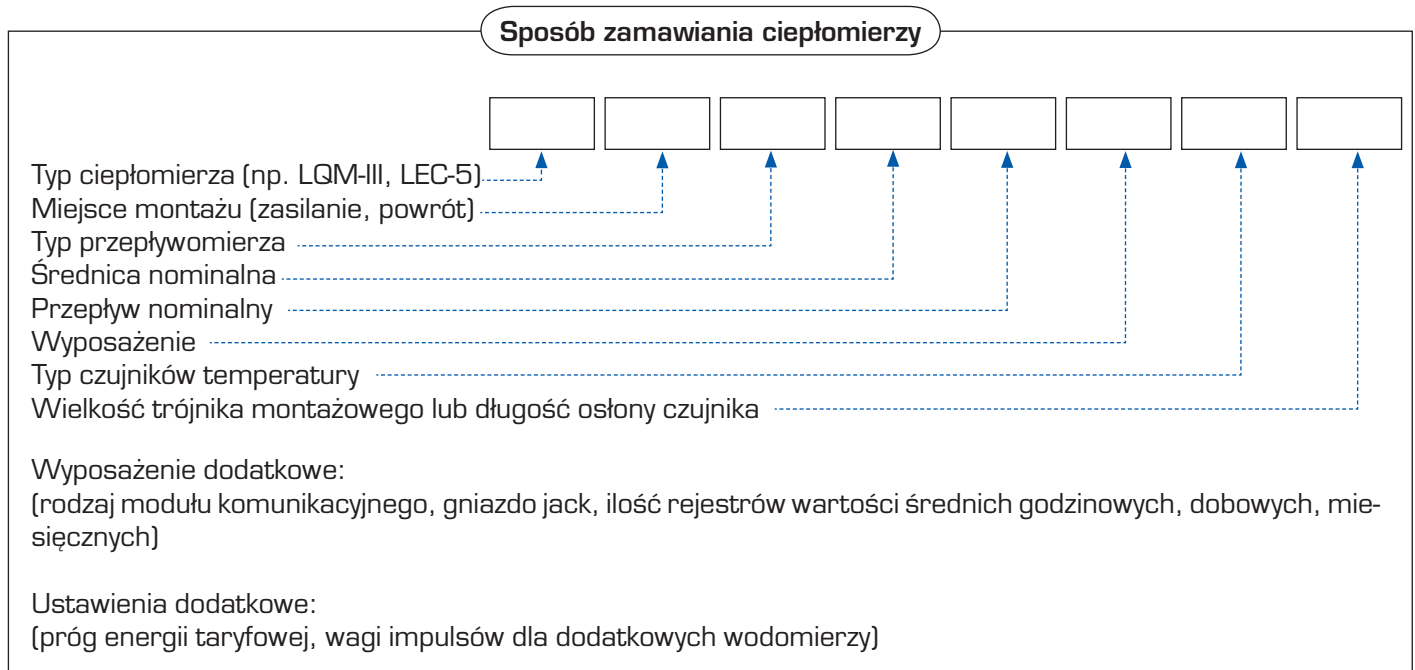 Sposób zamawiania ciepłomierzy
Typ ciepłomierza (np. LQM-III, LEC-5)
Miejsce montażu (zasilanie, powrót)
Typ przepływomierza
Średnica nominalna
Przepływ nominalny
Wyposażenie
Typ czujników temperatury
Wielkość trójnika montażowego lub długość osłony czujnika
Wyposażenie dodatkowe:
(rodzaj modułu komunikacyjnego, gniazdo jack, ilość rejestrów wartości średnich godzinowych, dobowych, mie-
sięcznych)
Ustawienia dodatkowe:
(próg energii taryfowej, wagi impulsów dla dodatkowych wodomierzy)